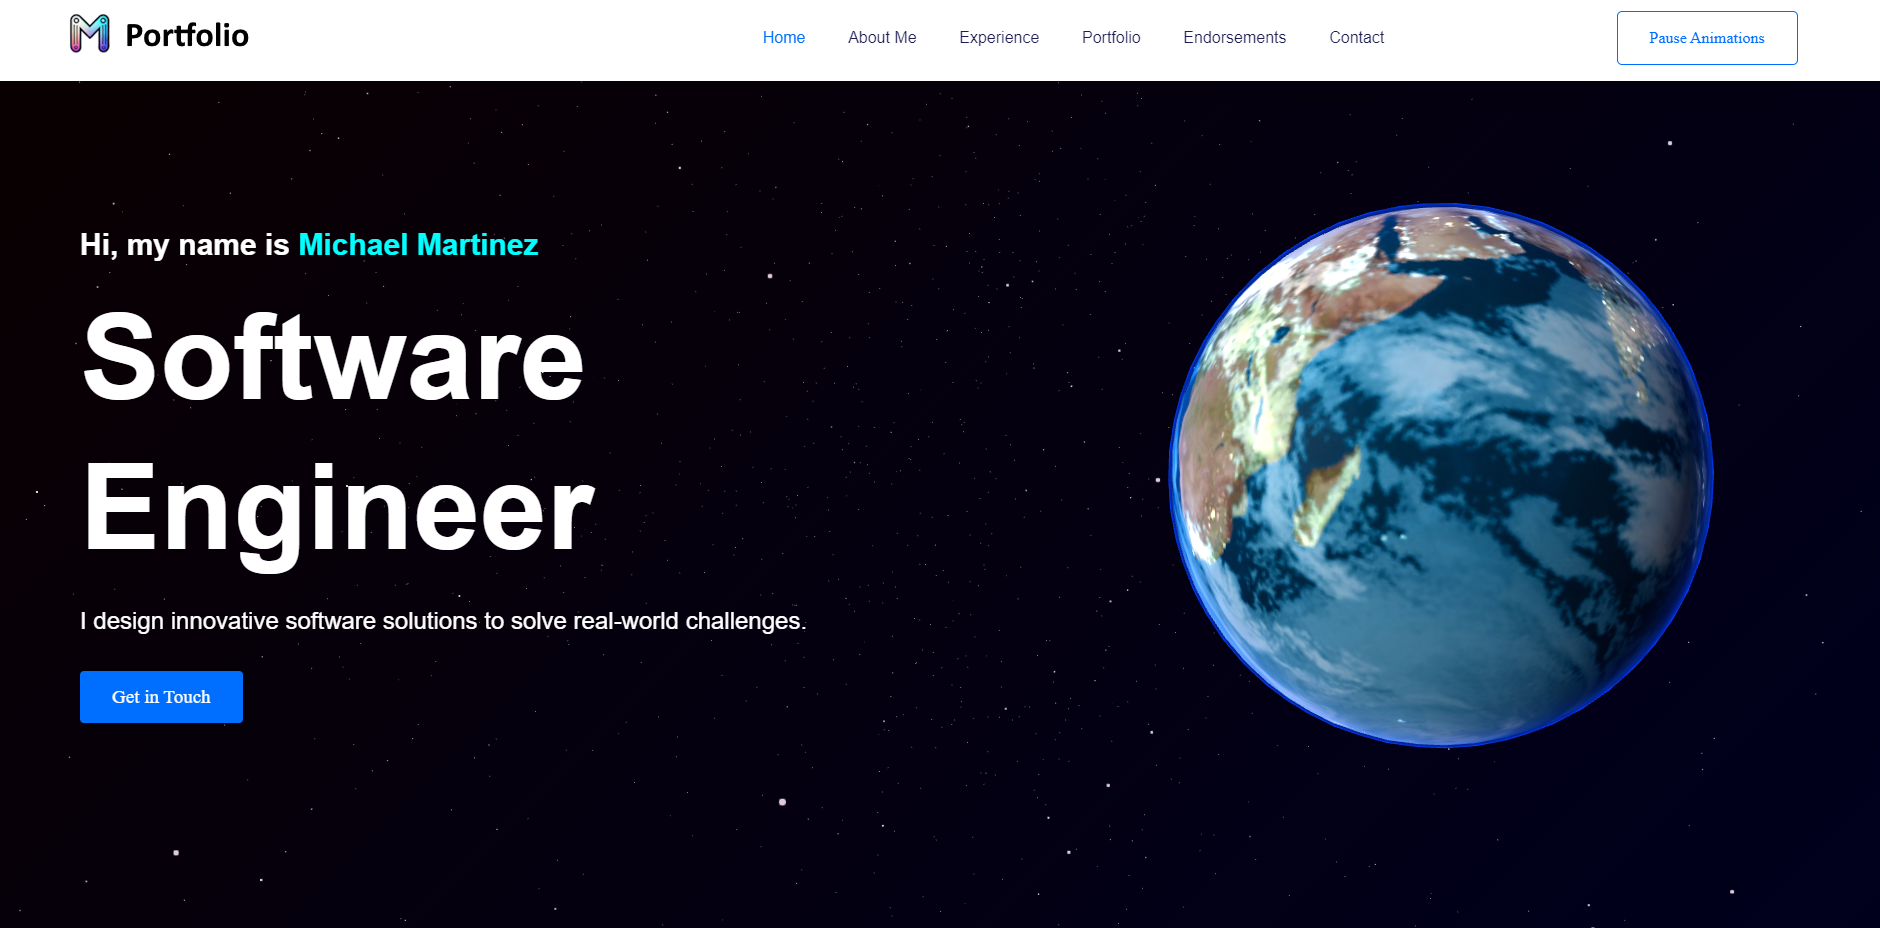 Portfolio
Home About Me Experience Portfolio Endorsements Contact
Pause Animations
Hi, my name is Michael Martinez
Software
Engineer
I design innovative software solutions to solve real-world challenges.
Get in Touch